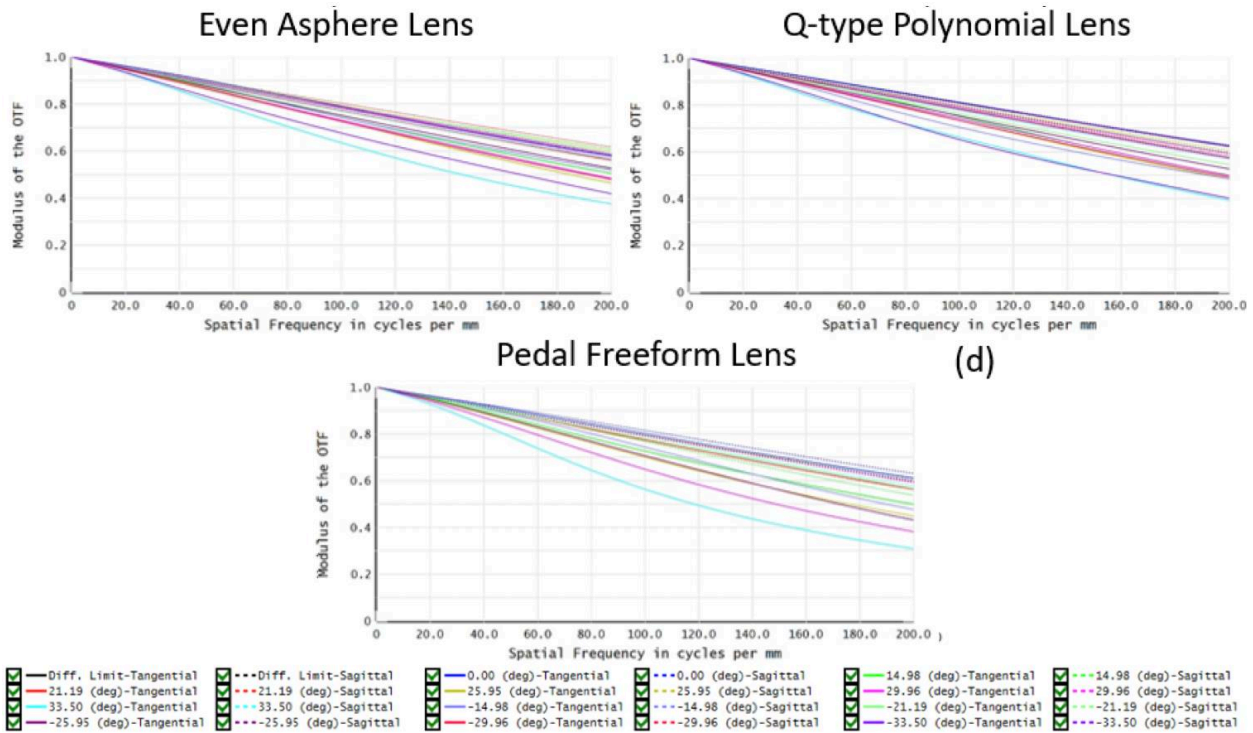 Even Asphere Lens
Q-type Polynomial Lens
1.0
0.8
0.6
0.4
0.2
0
Modulus of the OTF
0 20.0 40.0 60.0 80.0 100.0 120.0 140.0 160.0 180.0 200.0
Spatial Frequency in cycles per mm
1.0
0.8
0.6
0.4
0.2
0
Modulus of the OTF
0 20.0 40.0 60.0 80.0 100.0 120.0 140.0 160.0 180.0 200.0
Spatial Frequency in cycles per mm
Pedal Freeform Lens
(d)
1.0
0.8
0.6
0.4
0.2
0
Modulus of the OTF
0 20.0 40.0 60.0 80.0 100.0 120.0 140.0 160.0 180.0 200.0 )
Spatial Frequency in cycles per mm
Diff. Limit-Tangential Diff. Limit-Sagittal 0.00 (deg)-Tangential 0.00 (deg)-Sagittal 14.98 (deg)-Tangential 14.98 (deg)-Sagittal
21.19 (deg)-Tangential 21.19 (deg)-Sagittal 25.95 (deg)-Tangential 25.95 (deg)-Sagittal 29.96 (deg)-Tangential 29.96 (deg)-Sagittal
33.50 (deg)-Tangential 33.50 (deg)-Sagittal -14.98 (deg)-Tangential -14.98 (deg)-Sagittal -21.19 (deg)-Tangential -21.19 (deg)-Sagittal
-25.95 (deg)-Tangential -25.95 (deg)-Sagittal -29.96 (deg)-Tangential -29.96 (deg)-Sagittal -33.50 (deg)-Tangential -33.50 (deg)-Sagittal